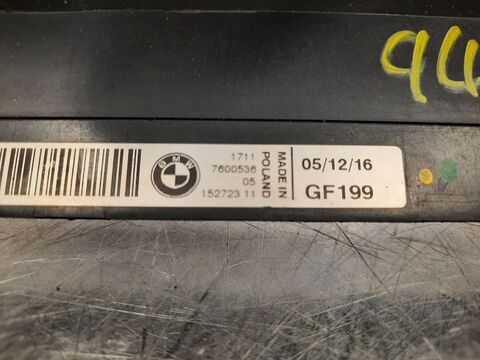 94
BMW
1711
7600536
05
152723 11
MADE IN
POLAND
05/12/16
GF199